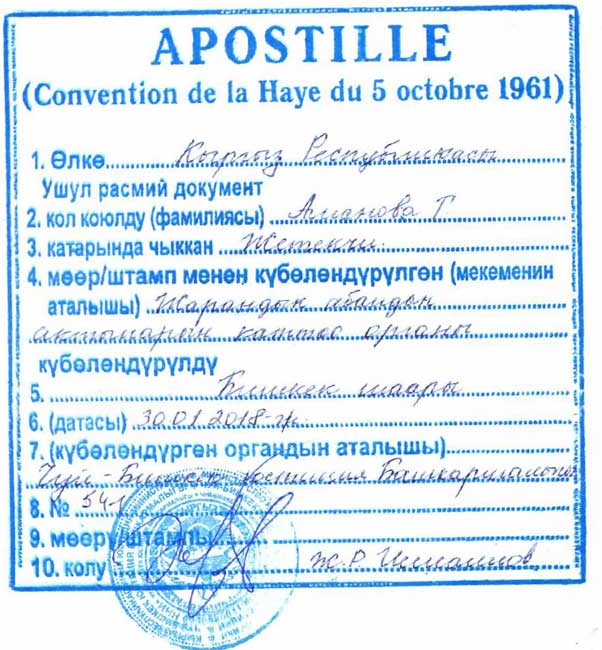 APOSTILLE
(Convention de la Haye du 5 octobre 1961)
1. Өлкө Кыргыз Республикасы
Ушул расмий документ
2. кол коюлду (фамилиясы) Аманова Г
3. катарында чыккан Жетекчи
4. мөөр/штамп менен күбөлөндүрүлгөн (мекеменин
аталышы) Жарандык абалдын
актыларын каттоо органы
күбөлөндүрүлдү
5. Бишкек шаары
6. (датасы) 30.01.2018-ж.
7. (күбөлөндүргөн органдын аталышы)
Чүй-Бишкек юстиция Башкармалыгы
8. № 54-1
9. мөөрү/штампы
10. колу Ж.Р. Исмаилов